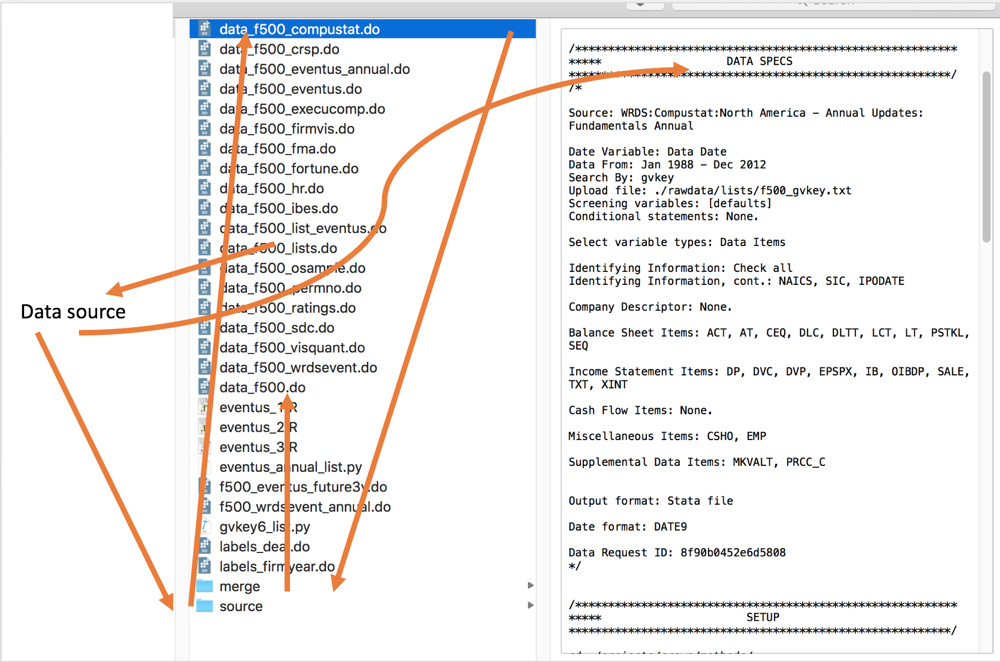 data_f500_compustat.do
data_f500_crsp.do
data_f500_eventus_annual.do
data_f500_eventus.do
data_f500_execucomp.do
data_f500_firmvis.do
data_f500_fma.do
data_f500_fortune.do
data_f500_hr.do
data_f500_ibes.do
data_f500_list_eventus.do
data_f500_lists.do
data_f500_osample.do
data_f500_permno.do
data_f500_ratings.do
data_f500_sdc.do
data_f500_visquant.do
data_f500_wrdsevent.do
data_f500.do
eventus_1.R
eventus_2.R
eventus_3.R
eventus_annual_list.py
f500_eventus_future3y.do
f500_wrdsevent_annual.do
gvkey6_list.py
labels_deal.do
labels_firmyear.do
merge
source
Data source
/**********************************************************
***** DATA SPECS
**********************************************************/
/*
Source: WRDS:Compustat:North America – Annual Updates:
Fundamentals Annual
Date Variable: Data Date
Data From: Jan 1988 – Dec 2012
Search By: gvkey
Upload file: ./rawdata/lists/f500_gvkey.txt
Screening variables: [defaults]
Conditional statements: None.
Select variable types: Data Items
Identifying Information: Check all
Identifying Information, cont.: NAICS, SIC, IPODATE
Company Descriptor: None.
Balance Sheet Items: ACT, AT, CEQ, DLC, DLTT, LCT, LT, PSTKL,
SEQ
Income Statement Items: DP, DVC, DVP, EPSPX, IB, OIBDP, SALE,
TXT, XINT
Cash Flow Items: None.
Miscellaneous Items: CSHO, EMP
Supplemental Data Items: MKVALT, PRCC_C
Output format: Stata file
Date format: DATE9
Data Request ID: 8f90b0452e6d5808
*/
/**********************************************************
***** SETUP
**********************************************************/